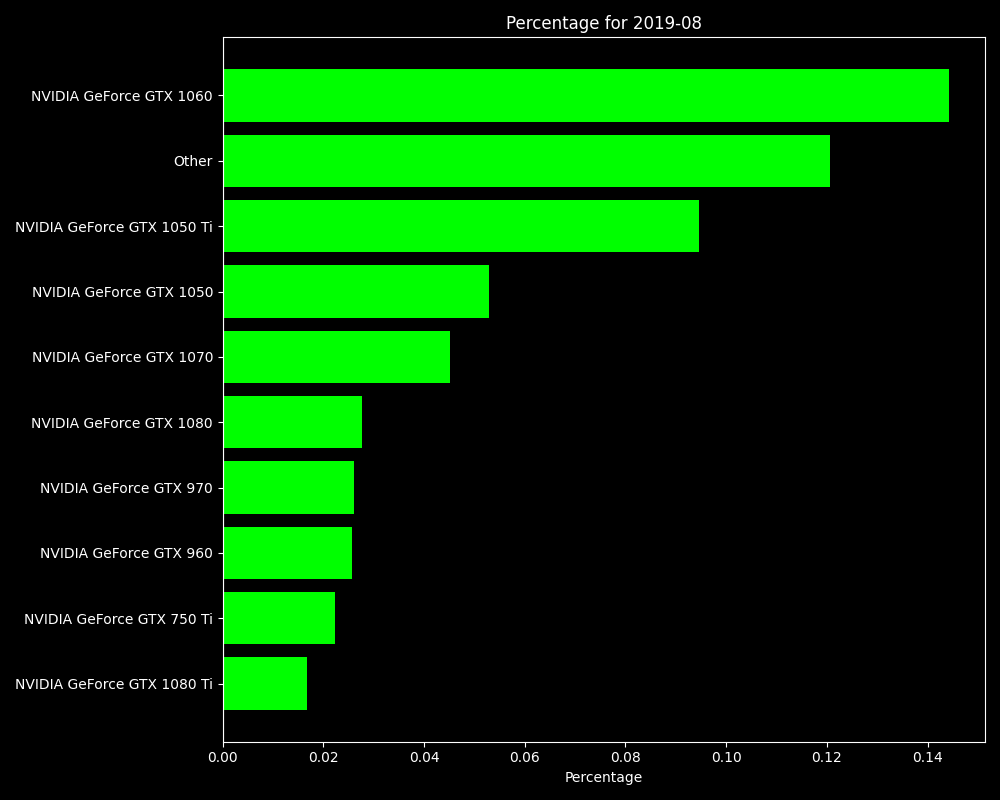 Percentage for 2019-08
NVIDIA GeForce GTX 1060
Other
NVIDIA GeForce GTX 1050 Ti
NVIDIA GeForce GTX 1050
NVIDIA GeForce GTX 1070
NVIDIA GeForce GTX 1080
NVIDIA GeForce GTX 970
NVIDIA GeForce GTX 960
NVIDIA GeForce GTX 750 Ti
NVIDIA GeForce GTX 1080 Ti
0.00 0.02 0.04 0.06 0.08 0.10 0.12 0.14
Percentage